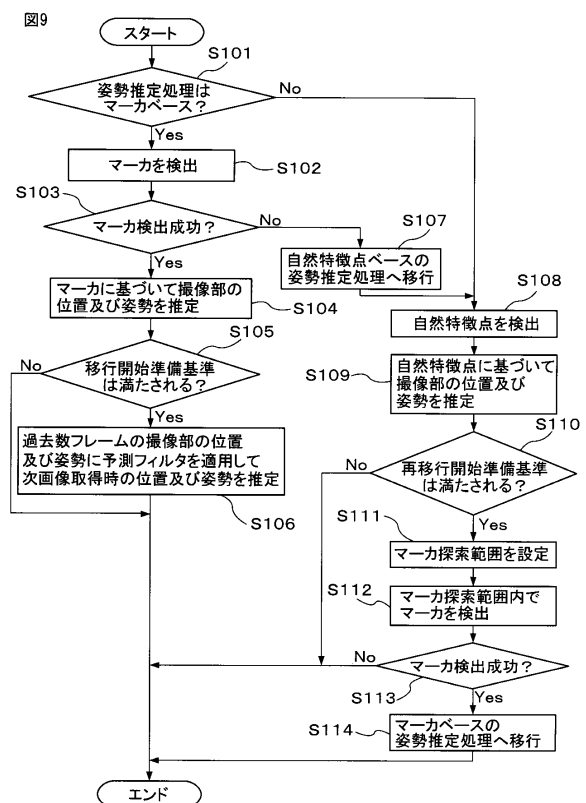 図9
スタート
S101
姿勢推定処理は
マーカベース？
No
Yes
マーカを検出
S102
S103
マーカ検出成功？
No
Yes
S107
自然特徴点ベースの
姿勢推定処理へ移行
マーカに基づいて撮像部の
位置及び姿勢を推定
S104
S108
自然特徴点を検出
S105
移行開始準備基準
は満たされる？
No
Yes
S109
自然特徴点に基づいて
撮像部の位置及び
姿勢を推定
過去数フレームの撮像部の位置
及び姿勢に予測フィルタを適用して
次画像取得時の位置及び姿勢を推定
S106
S110
再移行開始準備基準
は満たされる？
No
Yes
S111
マーカ探索範囲を設定
S112
マーカ探索範囲内で
マーカを検出
マーカ検出成功？
No
S113
Yes
S114
マーカベースの
姿勢推定処理へ移行
エンド